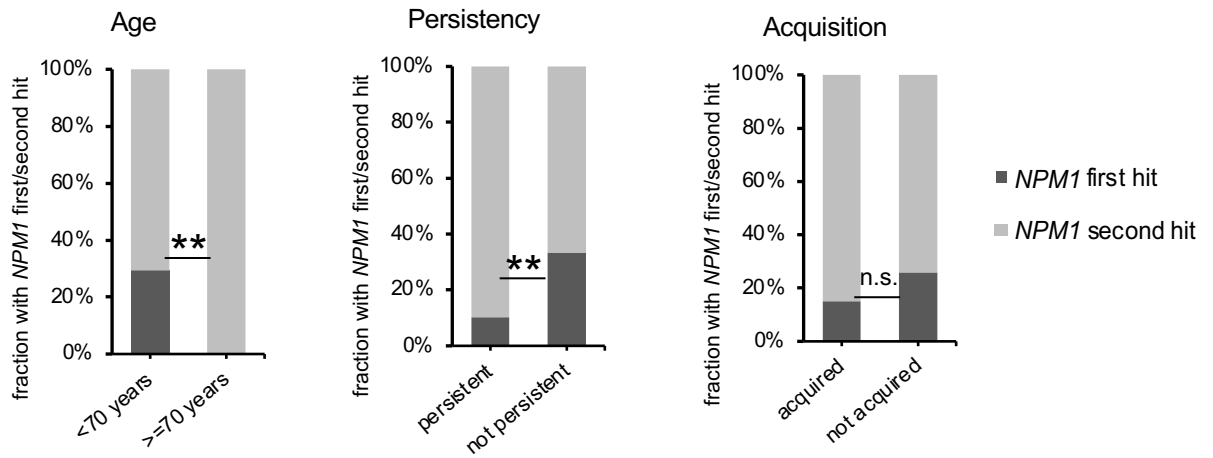 Age
fraction with NPM1 first/second hit
100%
80%
60%
40%
20%
0%
**
<70 years
>=70 years
Persistency
fraction with NPM1 first/second hit
100%
80%
60%
40%
20%
0%
**
persistent
not persistent
Acquisition
fraction with NPM1 first/second hit
100%
80%
60%
40%
20%
0%
n.s.
acquired
not acquired
NPM1 first hit
NPM1 second hit